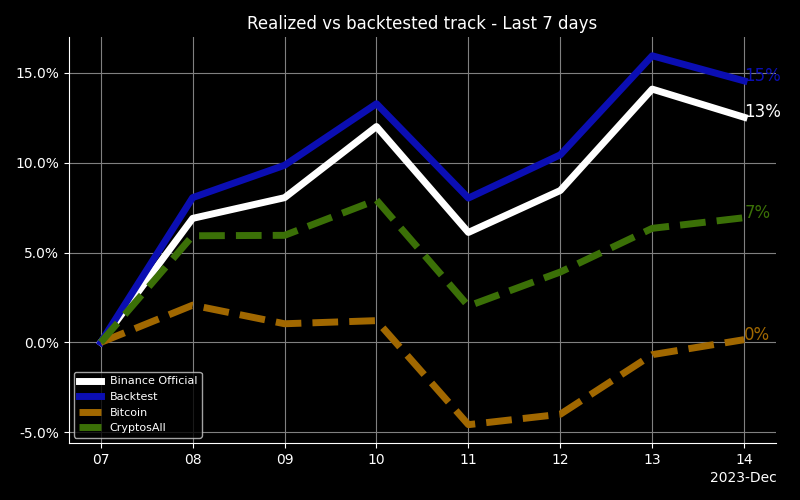 Realized vs backtested track - Last 7 days
15.0%
10.0%
5.0%
0.0%
-5.0%
15%
13%
7%
0%
Binance Official
Backtest
Bitcoin
CryptosAll
07 08 09 10 11 12 13 14
2023-Dec